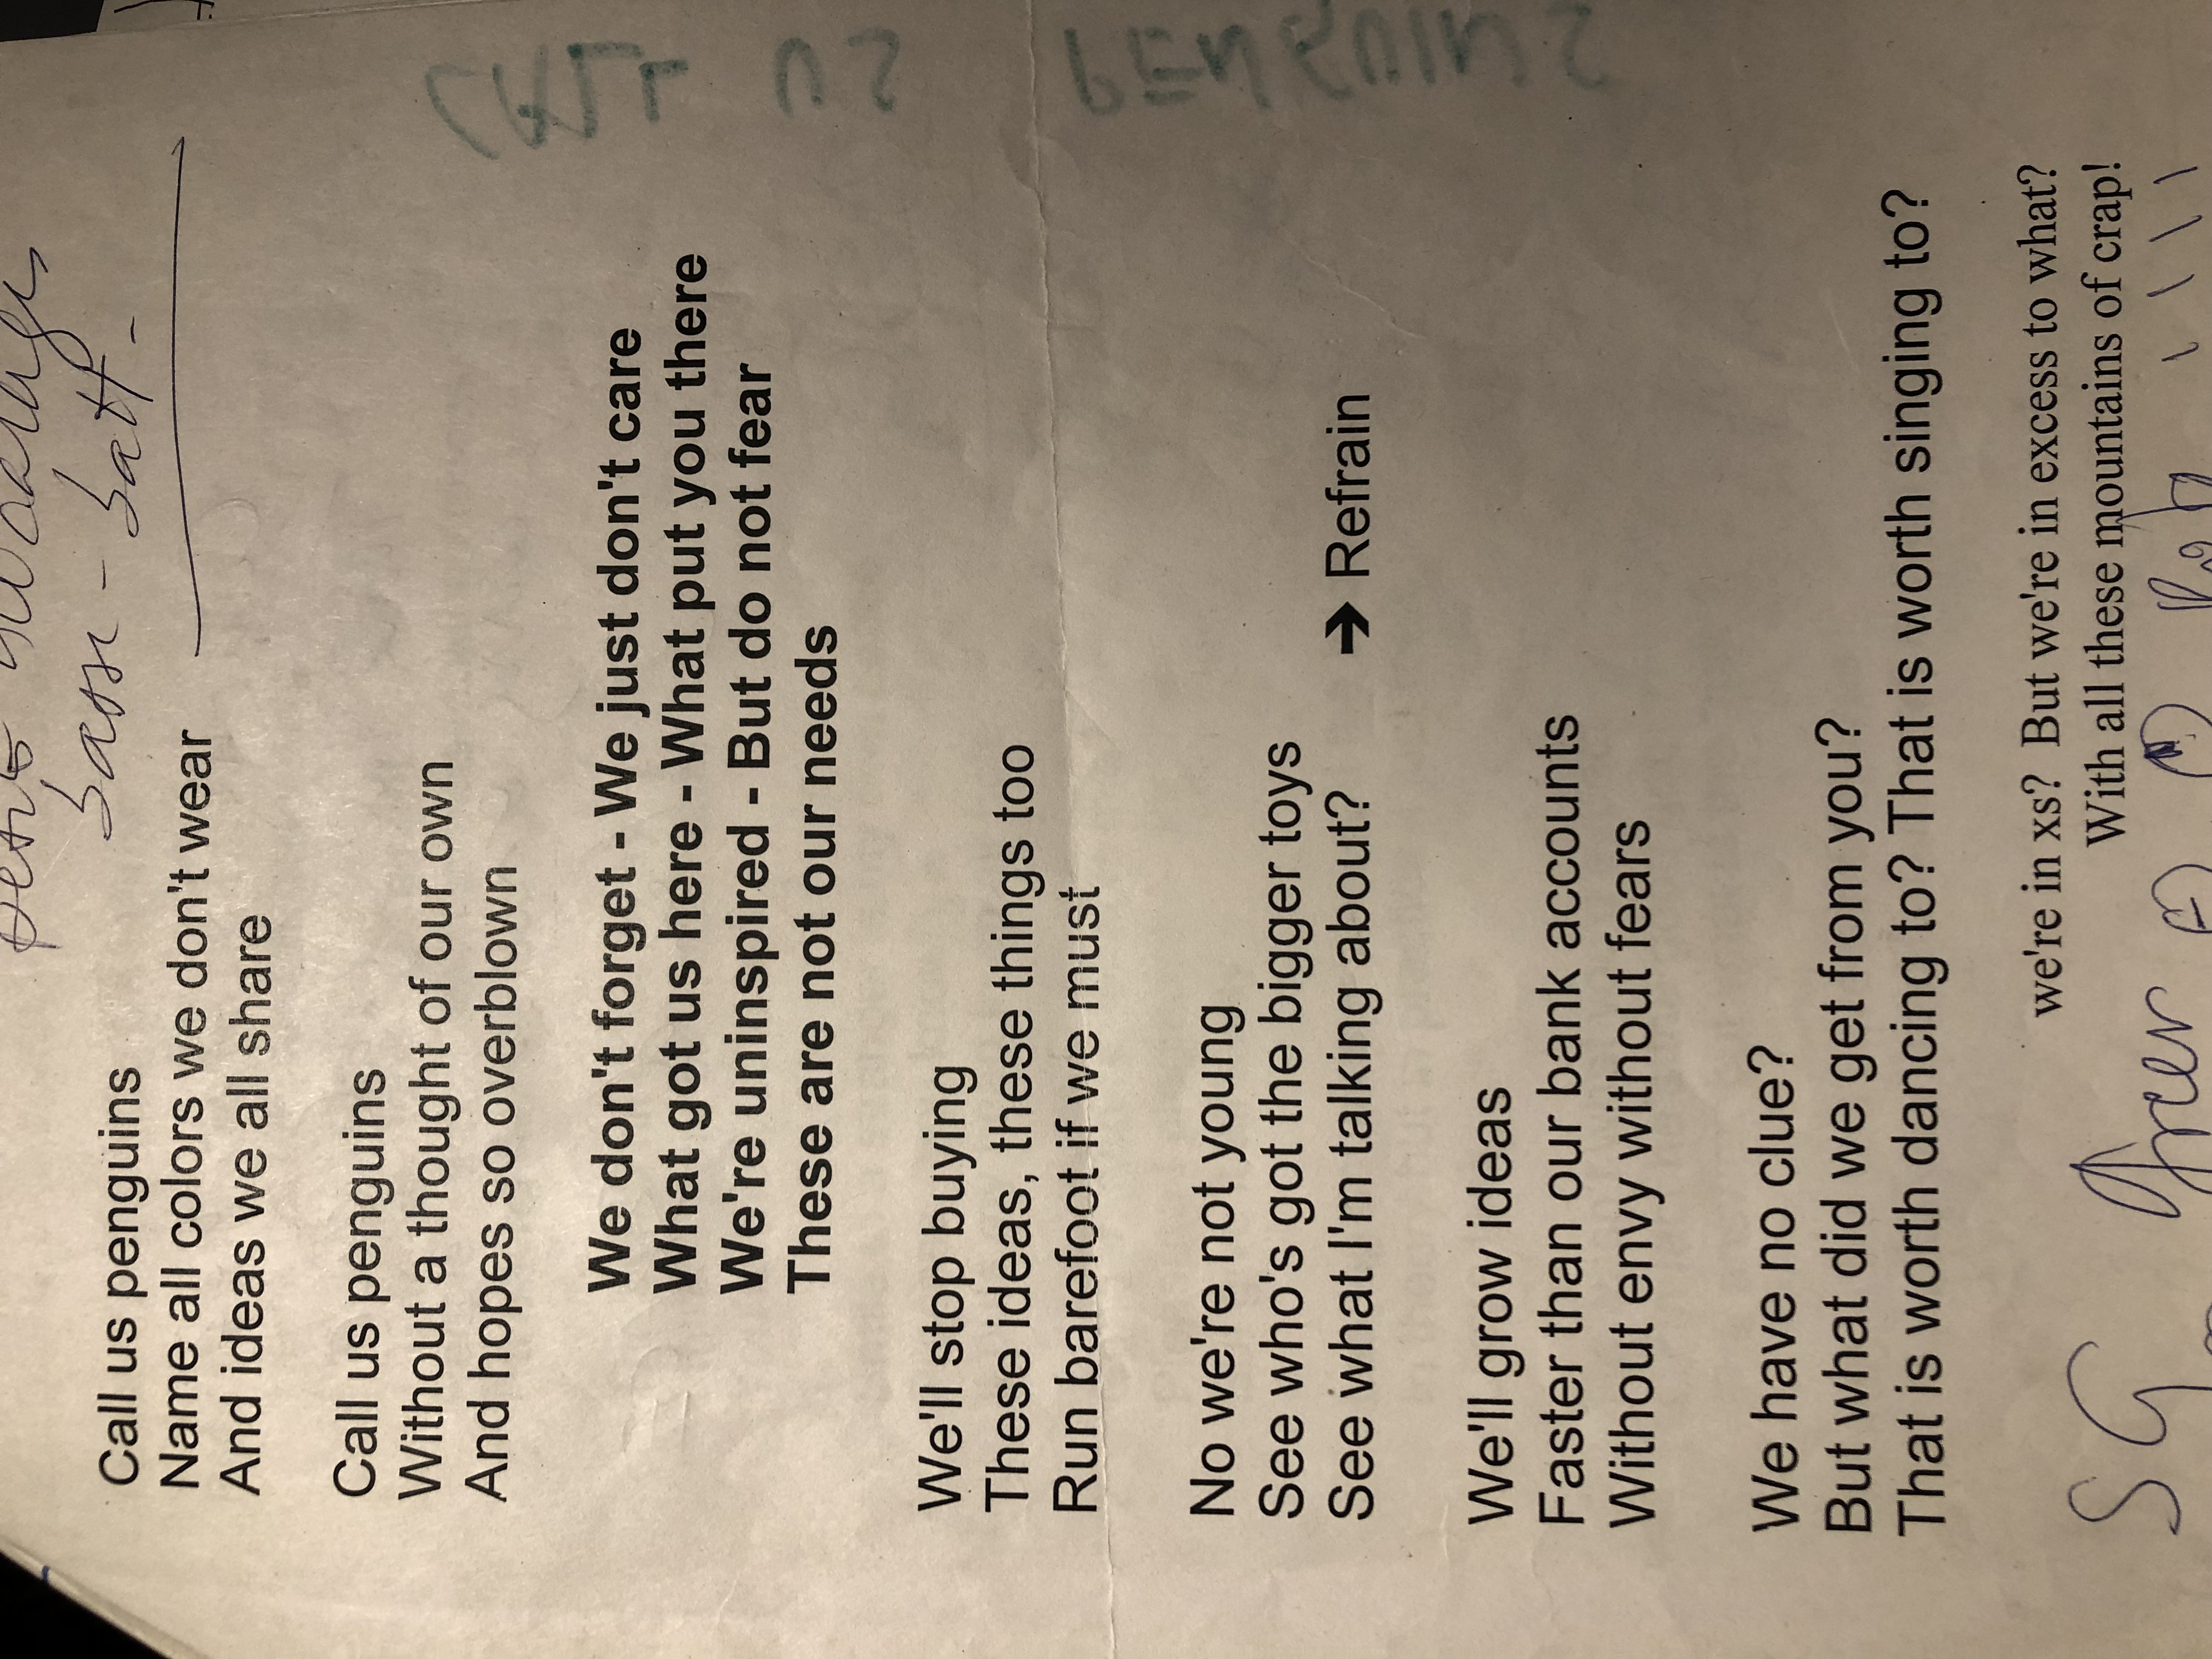 Call us penguins
Name all colors we don't wear
And ideas we all share
Call us penguins
Without a thought of our own
And hopes so overblown
We don't forget - We just don't care
What got us here - What put you there
We're uninspired - But do not fear
These are not our needs
We'll stop buying
These ideas, these things too
Run barefoot if we must
No we're not young
See who's got the bigger toys
See what I'm talking about? ➔ Refrain
We'll grow ideas
Faster than our bank accounts
Without envy without fears
We have no clue?
But what did we get from you?
That is worth dancing to? That is worth singing to?
we're in xs? But we're in excess to what?
With all these mountains of crap!